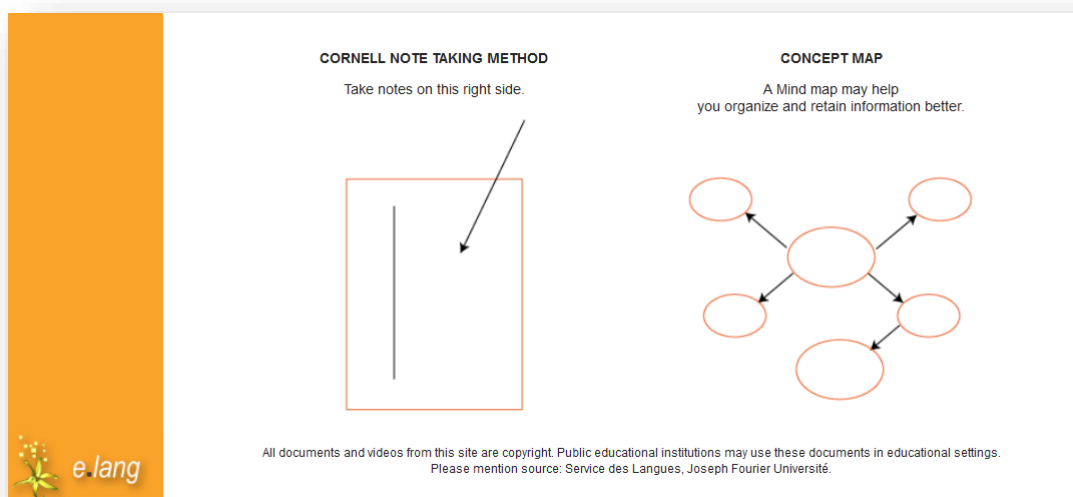 CORNELL NOTE TAKING METHOD
Take notes on this right side.
CONCEPT MAP
A Mind map may help
you organize and retain information better.
e.lang
All documents and videos from this site are copyright. Public educational institutions may use these documents in educational settings.
Please mention source: Service des Langues, Joseph Fourier Université.